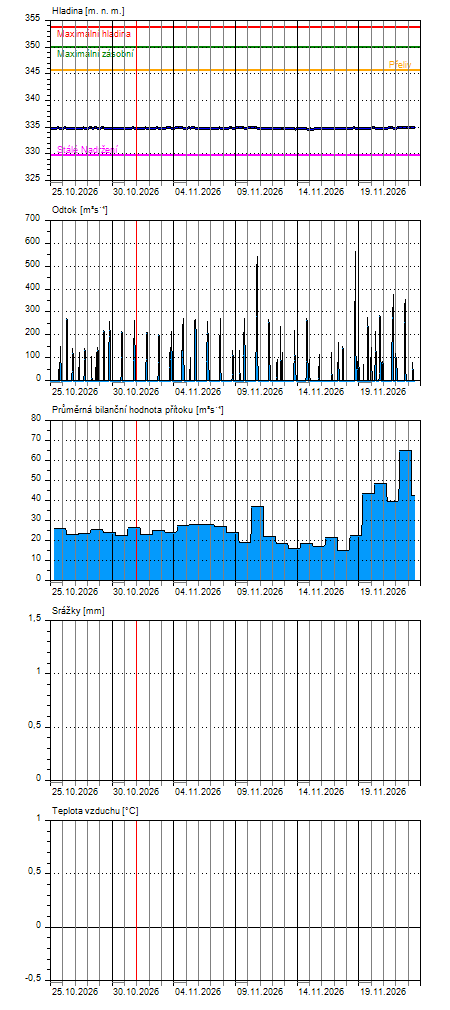 Hladina [m. n. m.]
355
Maximální hladina
350
Maximální zásobní
Přeliv
345
340
335
330
Stálé Nadržení
325
25.10.2026 30.10.2026 04.11.2026 09.11.2026 14.11.2026 19.11.2026
Odtok [m³s⁻¹]
700
600
500
400
300
200
100
0
25.10.2026 30.10.2026 04.11.2026 09.11.2026 14.11.2026 19.11.2026
Průměrná bilanční hodnota přítoku [m³s⁻¹]
80
70
60
50
40
30
20
10
0
25.10.2026 30.10.2026 04.11.2026 09.11.2026 14.11.2026 19.11.2026
Srážky [mm]
1,5
1
0,5
0
25.10.2026 30.10.2026 04.11.2026 09.11.2026 14.11.2026 19.11.2026
Teplota vzduchu [°C]
1
0,5
0
-0,5
25.10.2026 30.10.2026 04.11.2026 09.11.2026 14.11.2026 19.11.2026